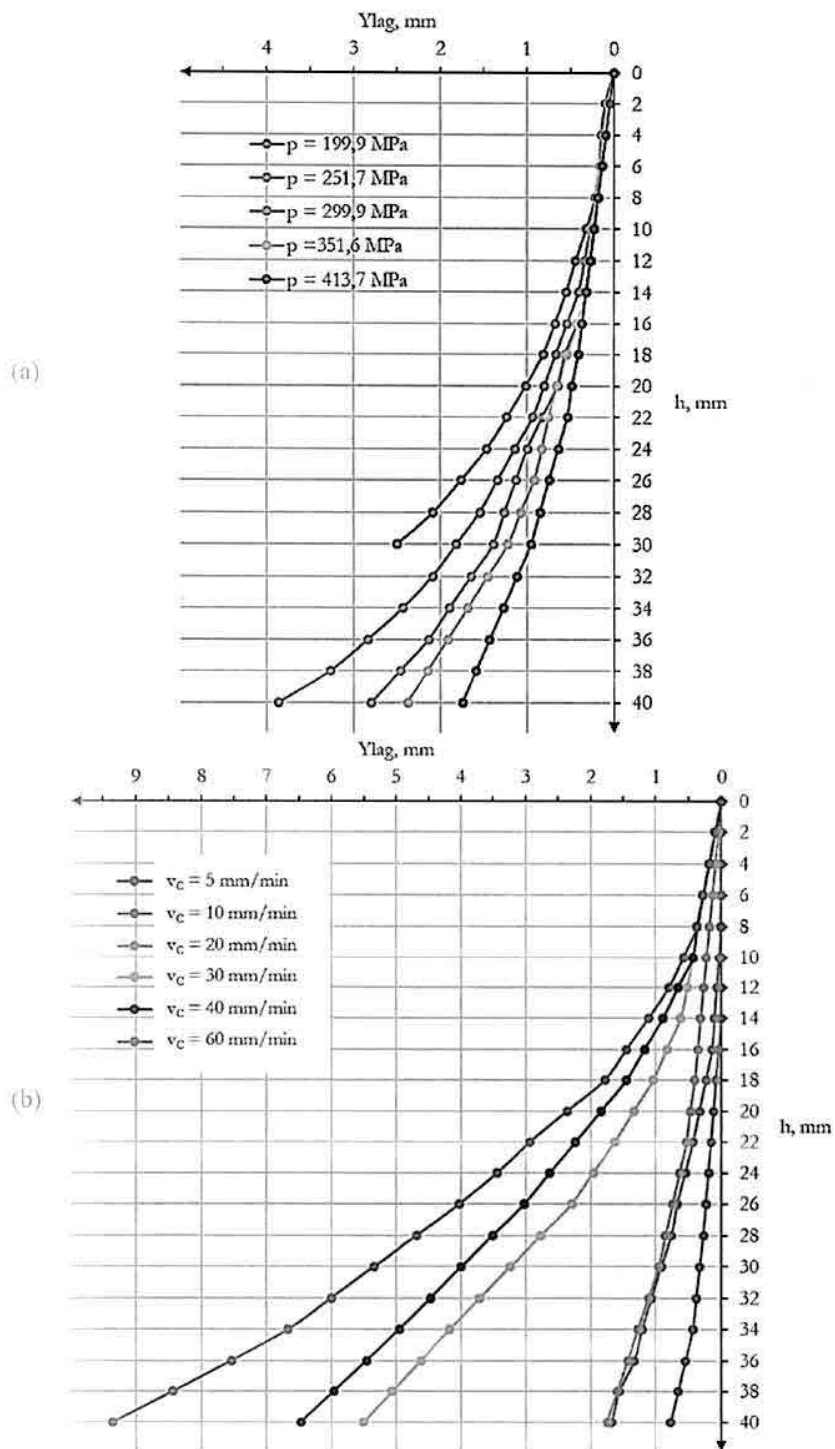 Ylag, mm
4 3 2 1 0
0
2
4
6
8
10
12
14
16
18
20
22
24
26
28
30
32
34
36
38
40
p = 199,9 MPa
p = 251,7 MPa
p = 299,9 MPa
p =351,6 MPa
p = 413,7 MPa
(a)
h, mm
Ylag, mm
9 8 7 6 5 4 3 2 1 0
0
2
4
6
8
10
12
14
16
18
20
22
24
26
28
30
32
34
36
38
40
vC = 5 mm/min
vC = 10 mm/min
vC = 20 mm/min
vC = 30 mm/min
vC = 40 mm/min
vC = 60 mm/min
(b)
h, mm